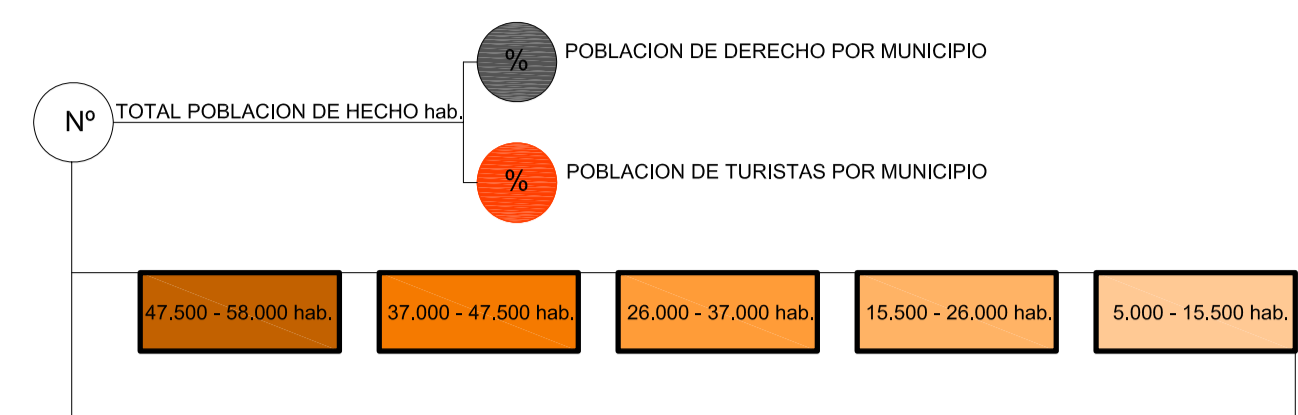 %
POBLACION DE DERECHO POR MUNICIPIO
Nº
TOTAL POBLACION DE HECHO hab.
%
POBLACION DE TURISTAS POR MUNICIPIO
47.500 - 58.000 hab.
37.000 - 47.500 hab.
26.000 - 37.000 hab.
15.500 - 26.000 hab.
5.000 - 15.500 hab.